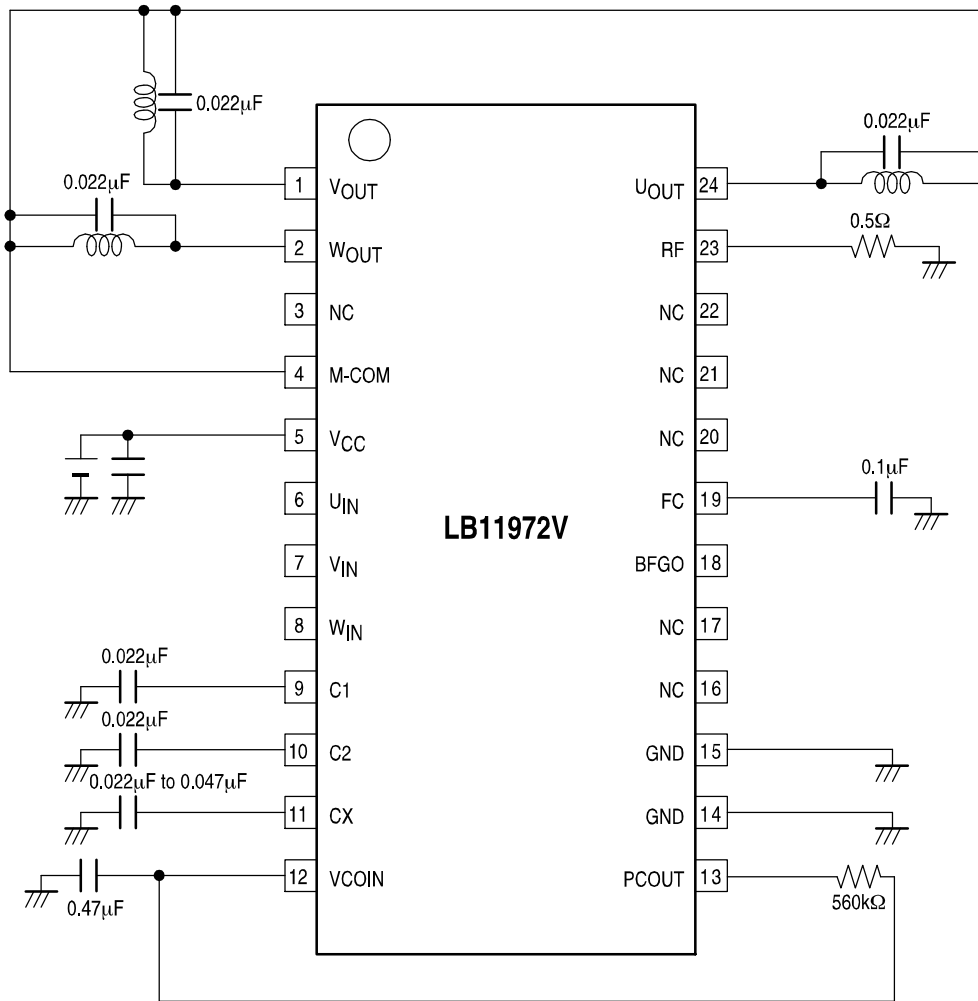 0.022µF
0.022µF
0.022µF
1 VOUT
UOUT 24
2 WOUT
RF 23
0.5Ω
3 NC
NC 22
4 M-COM
NC 21
5 VCC
NC 20
6 UIN
FC 19
0.1µF
LB11972V
7 VIN
BFGO 18
8 WIN
NC 17
0.022µF
9 C1
NC 16
0.022µF
10 C2
GND 15
0.022µF to 0.047µF
11 CX
GND 14
12 VCOIN
PCOUT 13
0.47µF
560kΩ